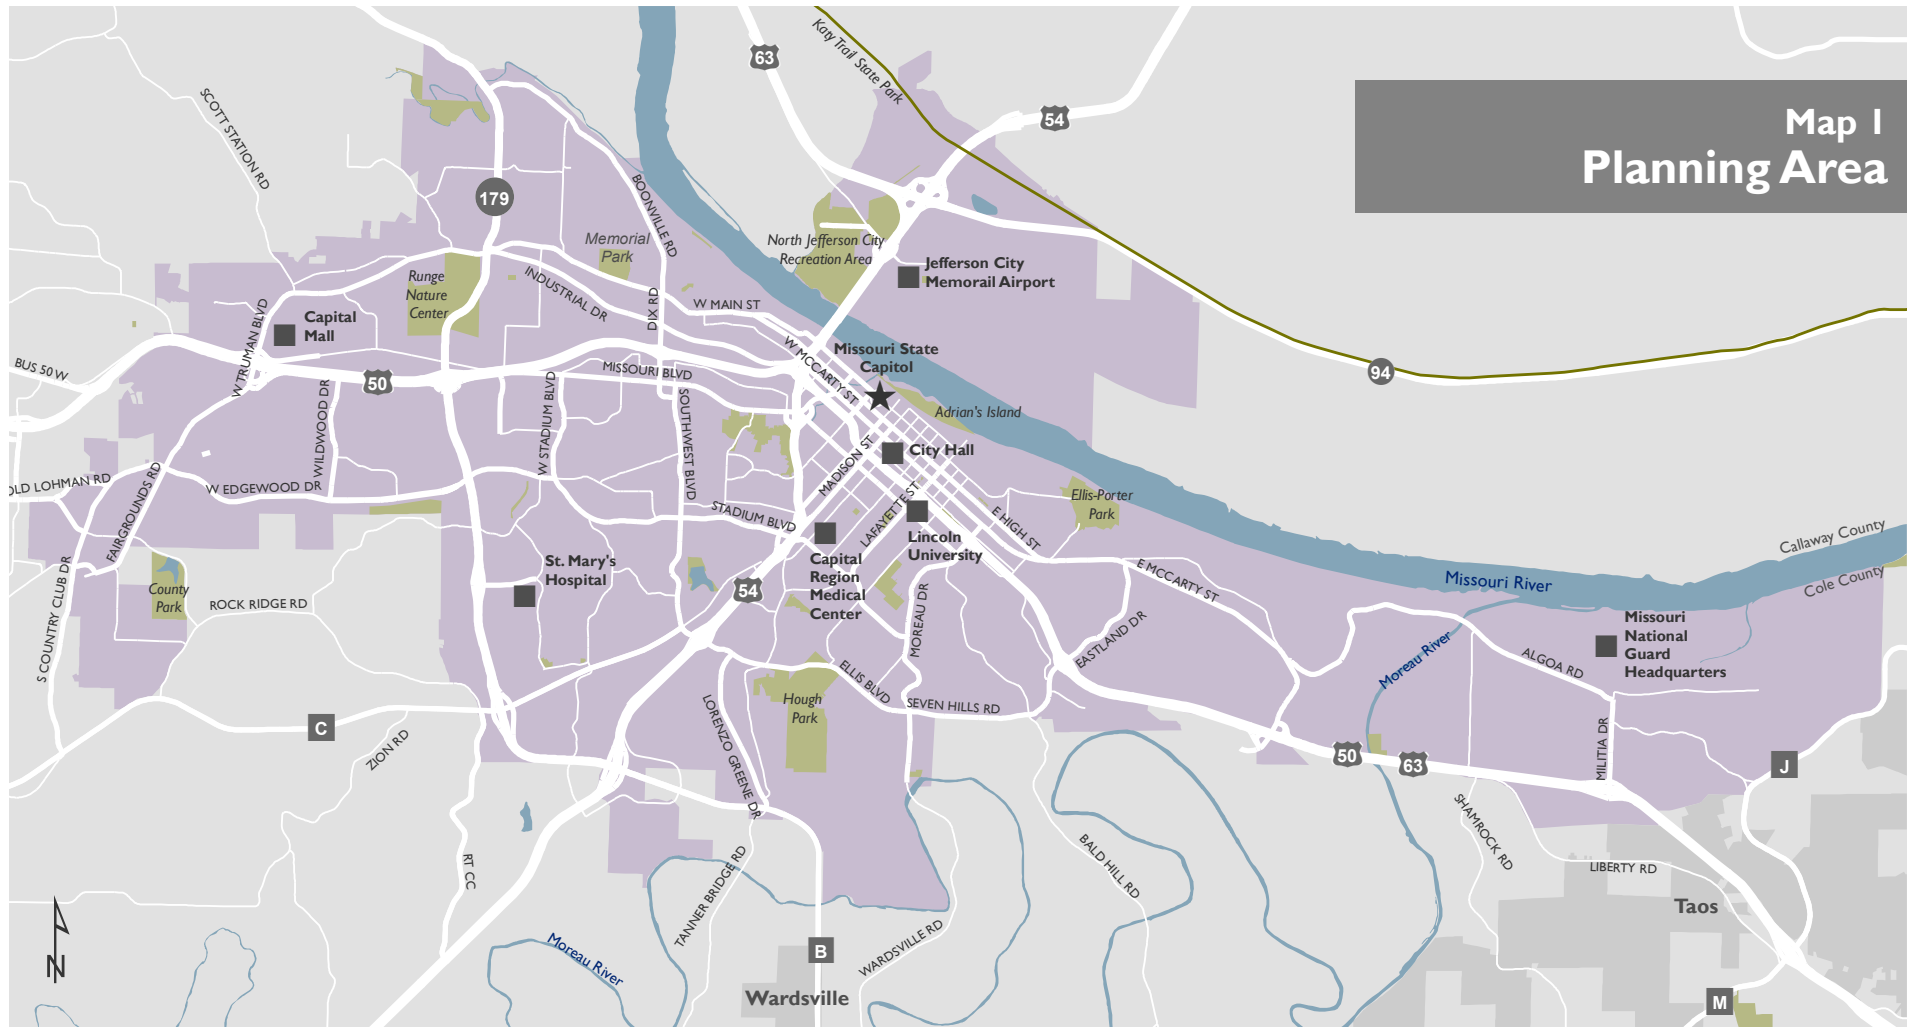 Map 1
Planning Area
63
Katy Trail State Park
54
SCOTT STATION RD
179
BOONVILLE RD
Memorial
Park
North Jefferson City
Recreation Area
Jefferson City
Memorail Airport
Runge
Nature
Center
INDUSTRIAL DR
W MAIN ST
DIX RD
Capital
Mall
W TRUMAN BLVD
BUS 50 W
50
W MCCARTY ST
Missouri State
Capitol
94
MISSOURI BLVD
WILDWOOD DR
W STADIUM BLVD
SOUTHWEST BLVD
Adrian's Island
MADISON ST
City Hall
OLD LOHMAN RD
W EDGEWOOD DR
FAIRGROUNDS RD
STADIUM BLVD
LAFAYETTE ST
Ellis-Porter
Park
E HIGH ST
Lincoln
University
Callaway County
Cole County
Missouri River
St. Mary's
Hospital
Capital
Region
Medical
Center
54
E MCCARTY ST
County
Park
ROCK RIDGE RD
S COUNTRY CLUB DR
MOREAU DR
EASTLAND DR
Moreau River
ALGOA RD
Missouri
National
Guard
Headquarters
ELLIS BLVD
SEVEN HILLS RD
Hough
Park
LORENZO GREENE DR
C
ZION RD
50
63
MILITIA DR
J
SHAMROCK RD
LIBERTY RD
RT CC
TANNER BRIDGE RD
BALD HILL RD
Taos
N
Moreau River
B
WARDSVILLE RD
Wardsville
M